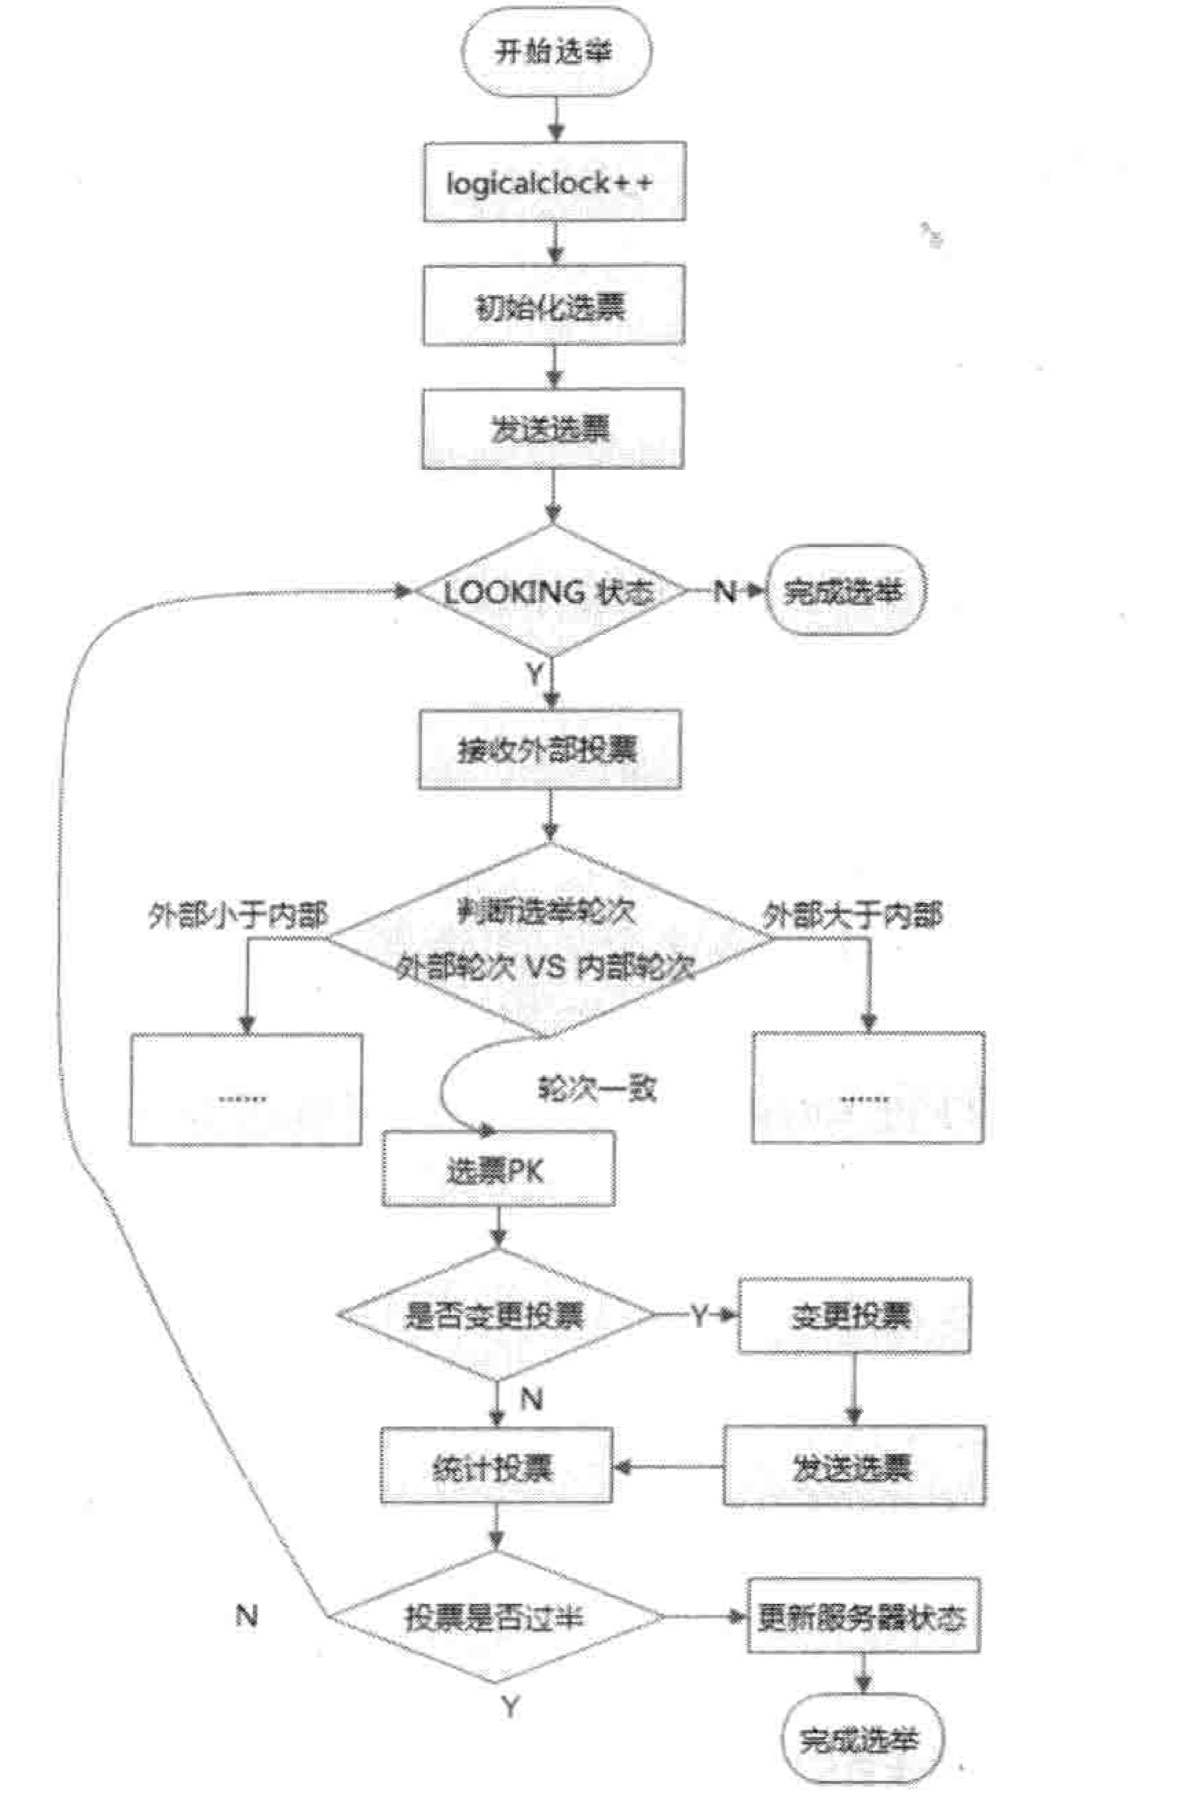 开始选举
logicalclock++
初始化选票
发送选票
LOOKING 状态
N
完成选举
Y
接收外部投票
外部小于内部
判断选举轮次
外部轮次 VS 内部轮次
外部大于内部
......
......
轮次一致
选票PK
是否变更投票
Y
变更投票
N
统计投票
发送选票
N
投票是否过半
更新服务器状态
Y
完成选举